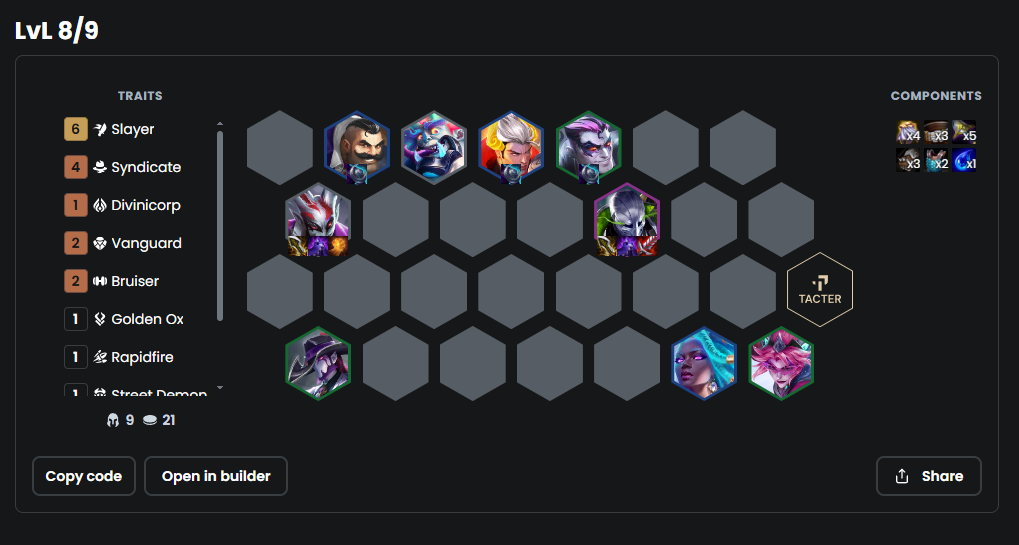 LvL 8/9
TRAITS
COMPONENTS
6 Slayer
4 Syndicate
1 Divinicorp
2 Vanguard
2 Bruiser
1 Golden Ox
1 Rapidfire
1 Street Demon
x4 x3 x5
x3 x2 x1
TACTER
9 21
Copy code
Open in builder
Share